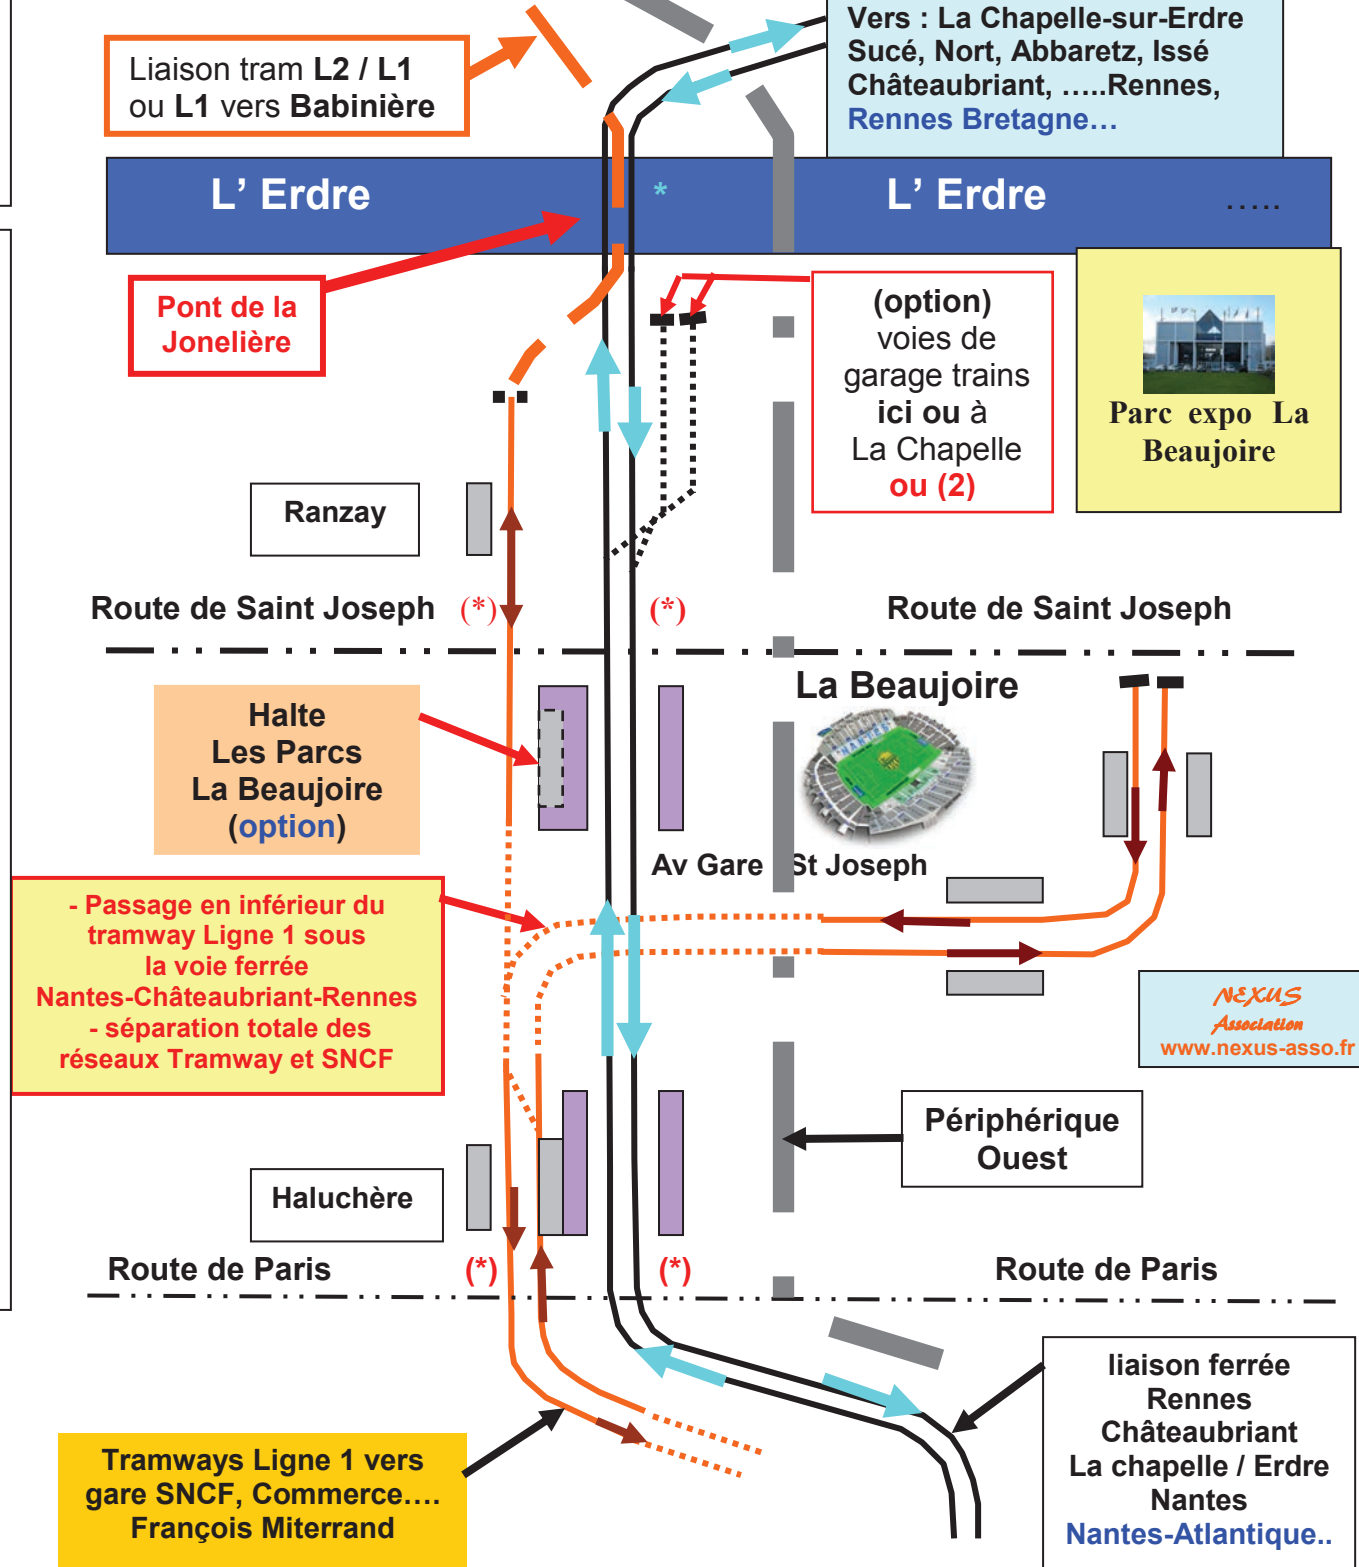 Vers : La Chapelle-sur-Erdre
Sucé, Nort, Abbaretz, Issé
Châteaubriant, …..Rennes,
Rennes Bretagne…
Liaison tram L2 / L1
ou L1 vers Babinière
L’ Erdre
*
L’ Erdre
…..
Pont de la
Jonelière
(option)
voies de
garage trains
ici ou à
La Chapelle
ou (2)
Parc expo La
Beaujoire
Ranzay
Route de Saint Joseph (*)
(*)
Route de Saint Joseph
Halte
Les Parcs
La Beaujoire
(option)
La Beaujoire
NANTES
Av Gare St Joseph
- Passage en inférieur du
tramway Ligne 1 sous
la voie ferrée
Nantes-Châteaubriant-Rennes
- séparation totale des
réseaux Tramway et SNCF
NEXUS
Association
www.nexus-asso.fr
Périphérique
Ouest
Haluchère
Route de Paris
(*)
(*)
Route de Paris
liaison ferrée
Rennes
Châteaubriant
La chapelle / Erdre
Nantes
Nantes-Atlantique..
Tramways Ligne 1 vers
gare SNCF, Commerce….
François Miterrand